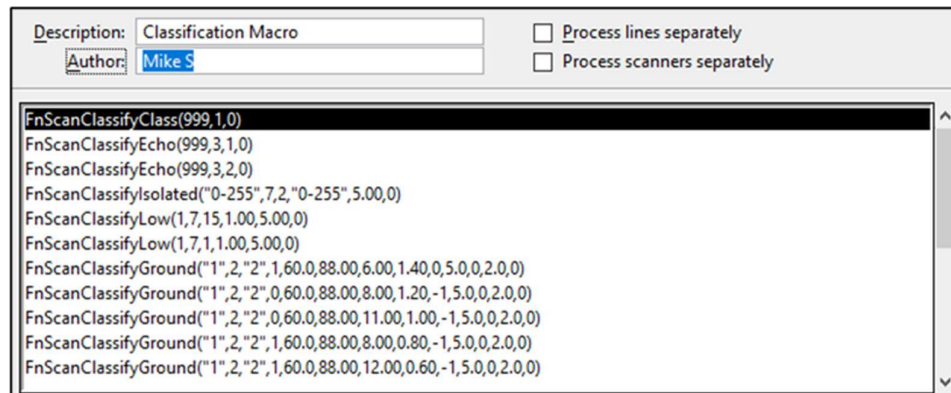 Description: Classification Macro
Process lines separately
Author: Mike S
Process scanners separately
FnScanClassifyClass(999,1,0)
FnScanClassifyEcho(999,3,1,0)
FnScanClassifyEcho(999,3,2,0)
FnScanClassifyIsolated("0-255",7,2,"0-255",5.00,0)
FnScanClassifyLow(1,7,15,1.00,5.00,0)
FnScanClassifyLow(1,7,1,1.00,5.00,0)
FnScanClassifyGround("1",2,"2",1,60.0,88.00,6.00,1.40,0,5.0,0,2.0,0)
FnScanClassifyGround("1",2,"2",0,60.0,88.00,8.00,1.20,-1,5.0,0,2.0,0)
FnScanClassifyGround("1",2,"2",0,60.0,88.00,11.00,1.00,-1,5.0,0,2.0,0)
FnScanClassifyGround("1",2,"2",0,60.0,88.00,8.00,0.80,-1,5.0,0,2.0,0)
FnScanClassifyGround("1",2,"2",1,60.0,88.00,12.00,0.60,-1,5.0,0,2.0,0)